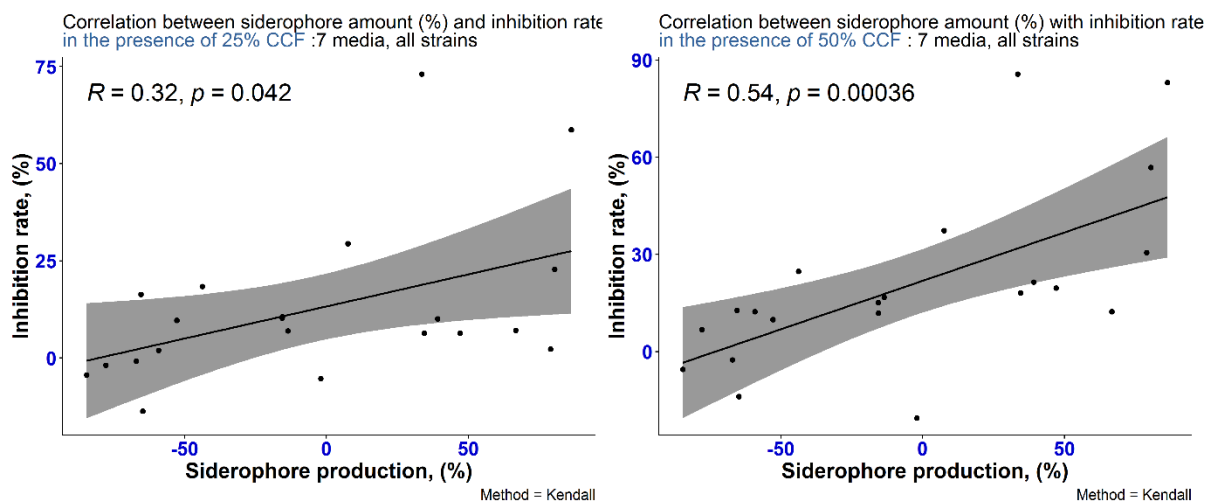 Correlation between siderophore amount (%) and inhibition rate
in the presence of 25% CCF :7 media, all strains
R = 0.32, p = 0.042
75
50
25
0
Inhibition rate, (%)
-50
0
50
Siderophore production, (%)
Method = Kendall
Correlation between siderophore amount (%) with inhibition rate
in the presence of 50% CCF : 7 media, all strains
R = 0.54, p = 0.00036
90
60
30
0
Inhibition rate, (%)
-50
0
50
Siderophore production, (%)
Method = Kendall